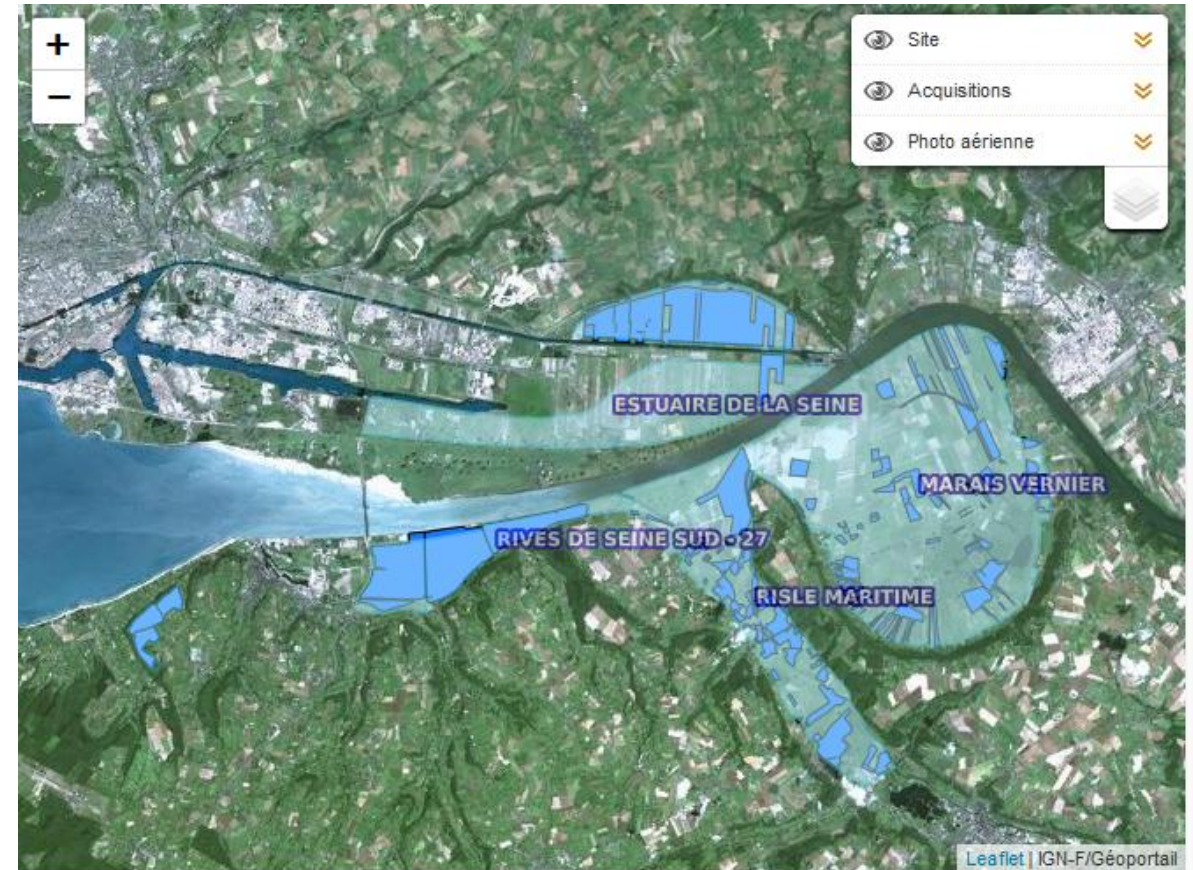 +
−
Site
Acquisitions
Photo aérienne
ESTUAIRE DE LA SEINE
MARAIS VERNIER
RIVES DE SEINE SUD - 27
RISLE MARITIME
Leaflet | IGN-F/Géoportail